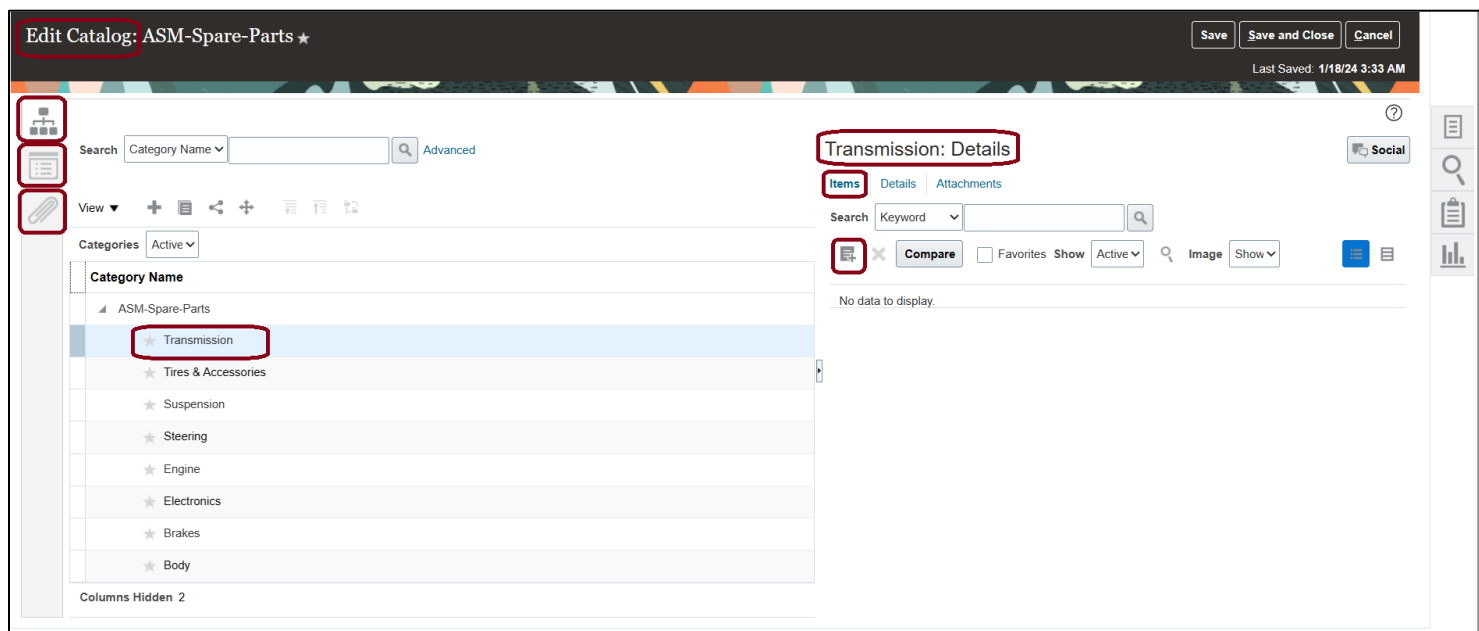 Edit Catalog: ASM-Spare-Parts
Save Save and Close Cancel
Last Saved: 1/18/24 3:33 AM
Search Category Name Advanced
View
Categories Active
Category Name
ASM-Spare-Parts
Transmission
Tires & Accessories
Suspension
Steering
Engine
Electronics
Brakes
Body
Columns Hidden 2
Transmission: Details
Social
Items Details Attachments
Search Keyword
Compare Favorites Show Active Image Show
No data to display.